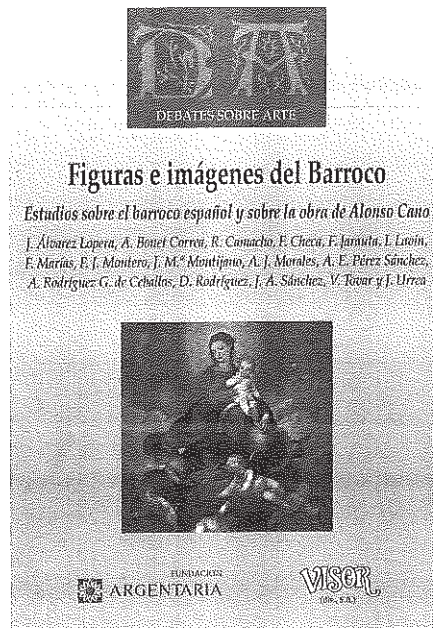 DA
DEBATES SOBRE ARTE
Figuras e imágenes del Barroco
Estudios sobre el barroco español y sobre la obra de Alonso Cano
J. Álvarez Lopera, A. Bonet Correa, R. Camacho, F. Checa, F. Jarauta, I. Lavin,
F. Marías, P. J. Montero, J. M.ª Montijano, A. J. Morales, A. E. Pérez Sánchez,
A. Rodríguez G. de Ceballos, D. Rodríguez, J. A. Sánchez, V. Tovar y J. Urrea
FUNDACIÓN
ARGENTARIA
VISOR
(dis., s.a.)